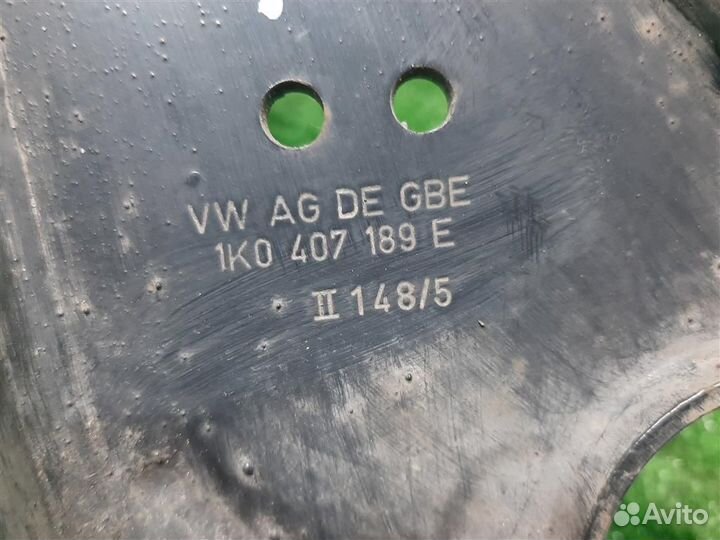 VW AG DE GBE
1K0 407 189 E
II 148/5
Avito